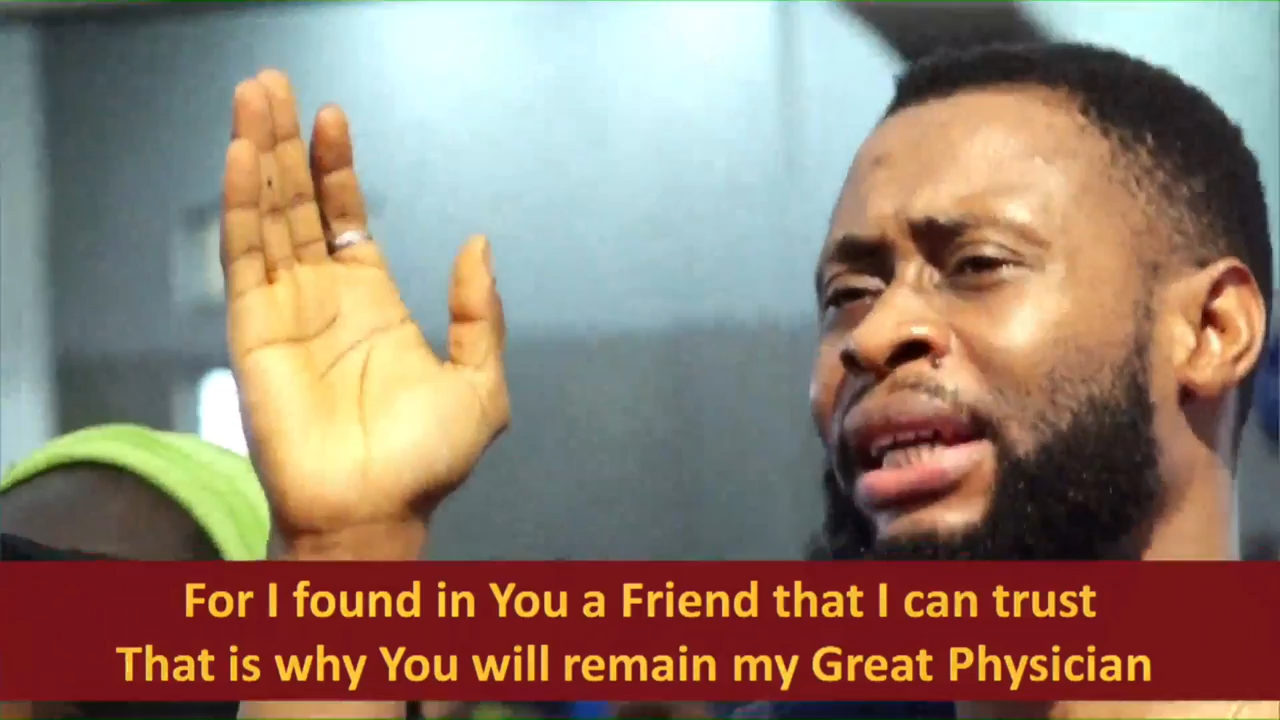 For I found in You a Friend that I can trust
That is why You will remain my Great Physician